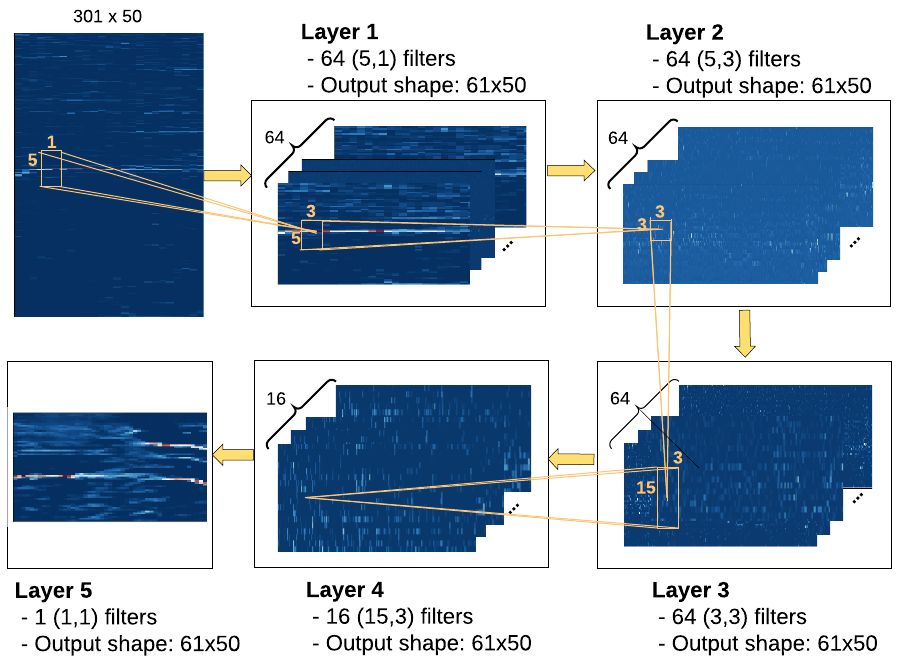 301 x 50
Layer 1
- 64 (5,1) filters
- Output shape: 61x50
Layer 2
- 64 (5,3) filters
- Output shape: 61x50
1
5
64
3
5
64
3
3
16
64
3
15
Layer 5
- 1 (1,1) filters
- Output shape: 61x50
Layer 4
- 16 (15,3) filters
- Output shape: 61x50
Layer 3
- 64 (3,3) filters
- Output shape: 61x50